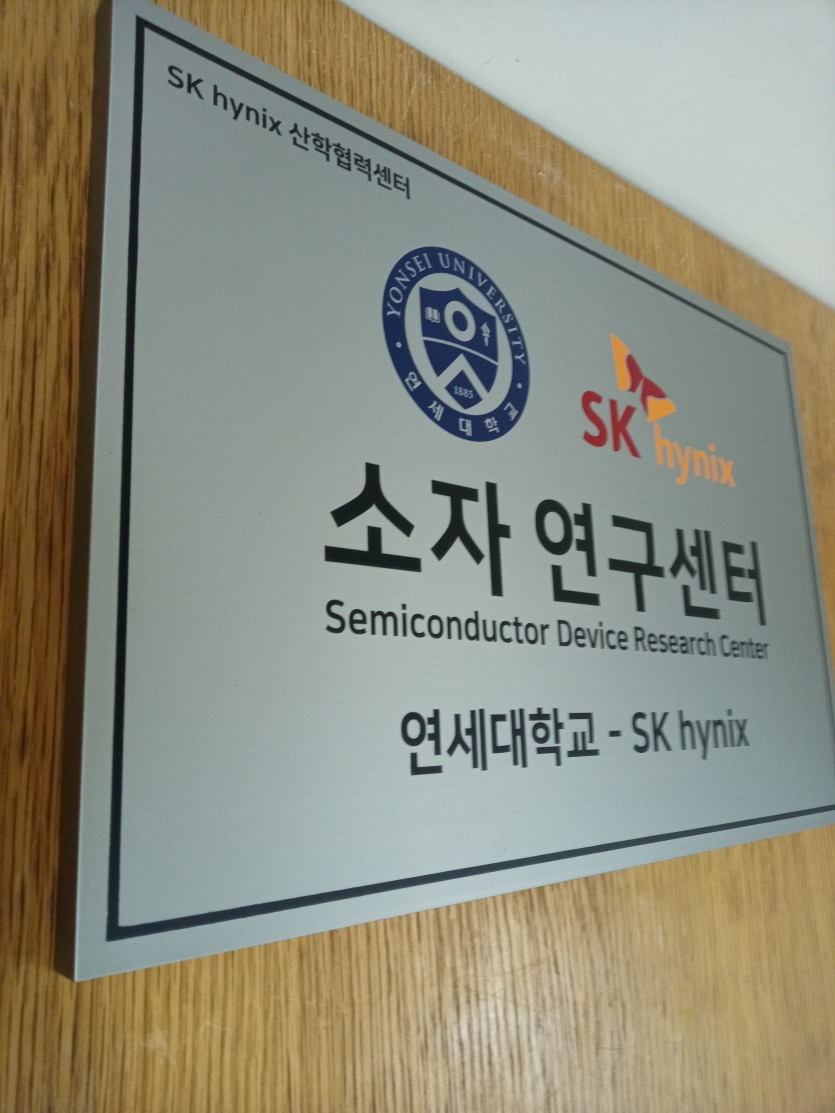 SK hynix 산학협력센터
YONSEI UNIVERSITY
1885
연세대학교
SK hynix
소자 연구센터
Semiconductor Device Research Center
연세대학교 - SK hynix